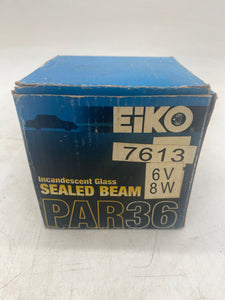 EiKO
7613
6V
8W
Incandescent Glass
SEALED BEAM
PAR36